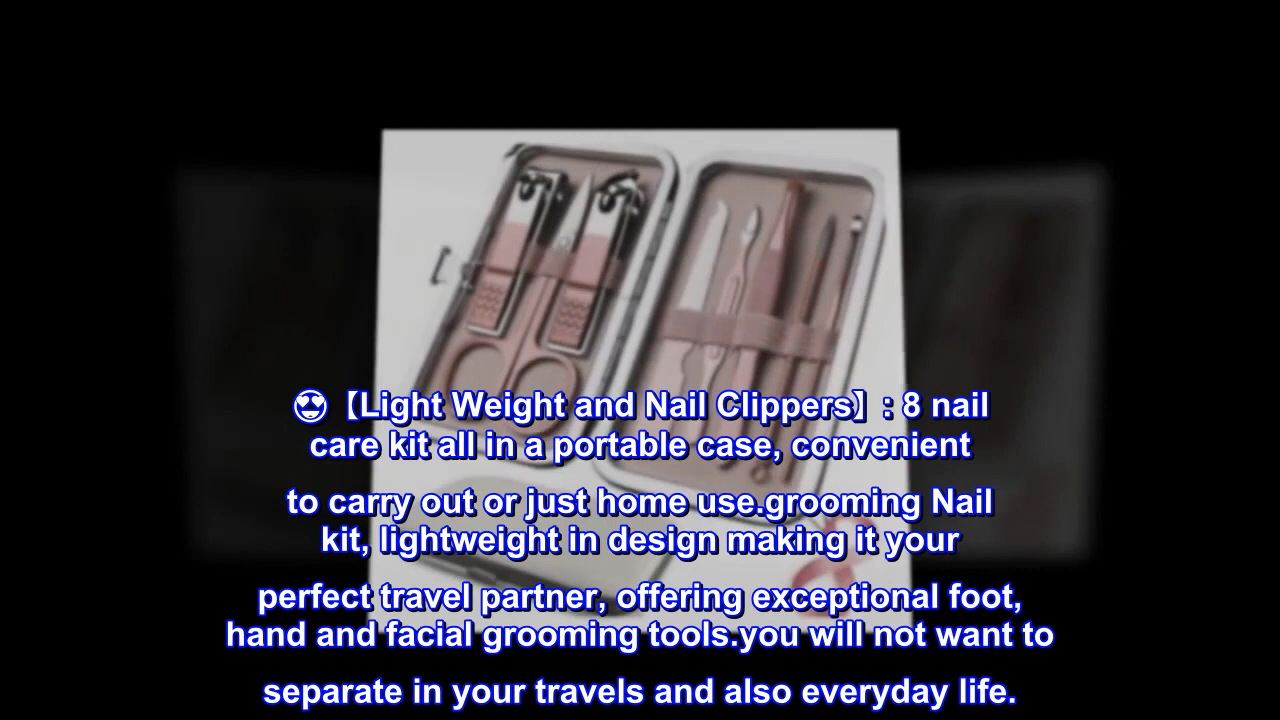 😍【Light Weight and Nail Clippers】: 8 nail
care kit all in a portable case, convenient
to carry out or just home use.grooming Nail
kit, lightweight in design making it your
perfect travel partner, offering exceptional foot,
hand and facial grooming tools.you will not want to
separate in your travels and also everyday life.